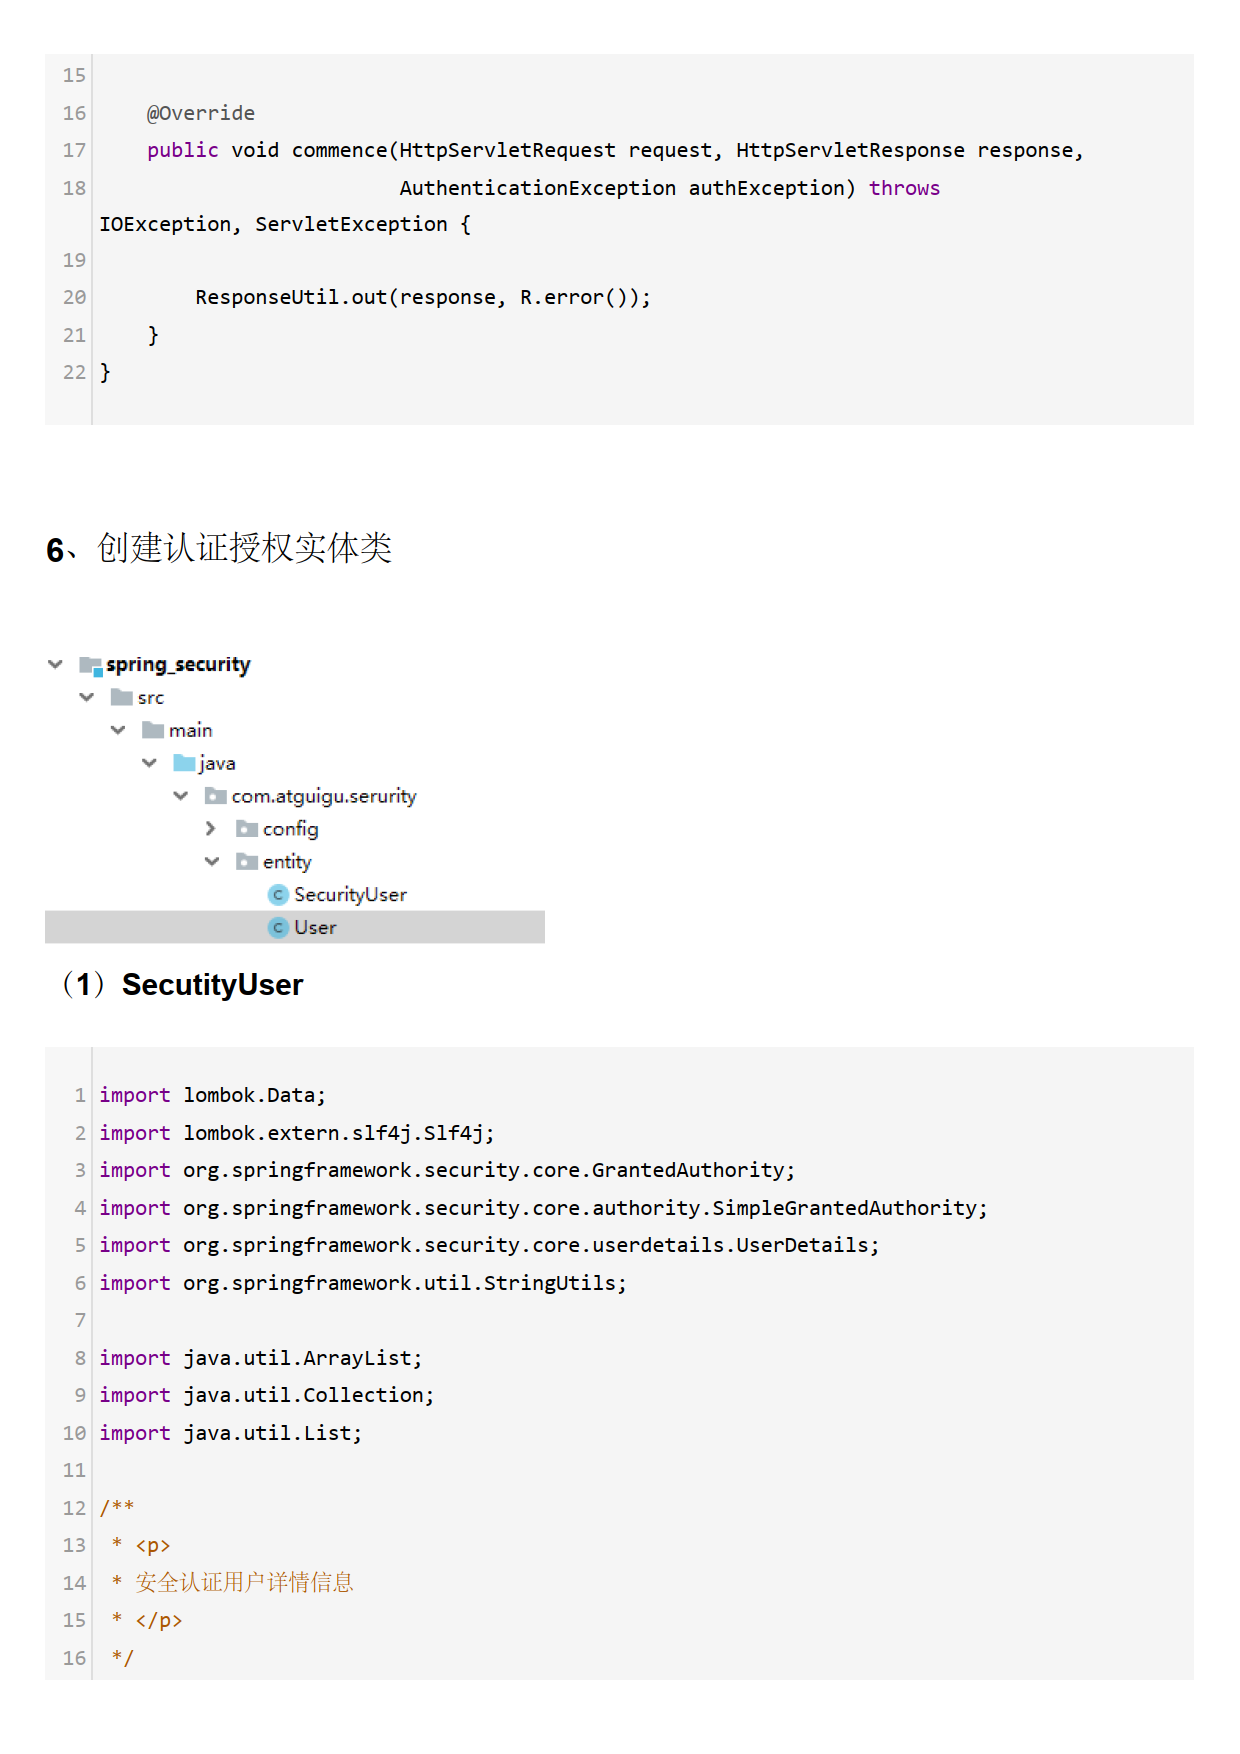 15
16     @Override
17     public void commence(HttpServletRequest request, HttpServletResponse response,
18                          AuthenticationException authException) throws
IOException, ServletException {
19
20         ResponseUtil.out(response, R.error());
21     }
22 }
6、创建认证授权实体类
spring_security
src
main
java
com.atguigu.serurity
config
entity
SecurityUser
User
（1）SecutityUser
1 import lombok.Data;
2 import lombok.extern.slf4j.Slf4j;
3 import org.springframework.security.core.GrantedAuthority;
4 import org.springframework.security.core.authority.SimpleGrantedAuthority;
5 import org.springframework.security.core.userdetails.UserDetails;
6 import org.springframework.util.StringUtils;
7
8 import java.util.ArrayList;
9 import java.util.Collection;
10 import java.util.List;
11
12 /**
13  * <p>
14  * 安全认证用户详情信息
15  * </p>
16  */